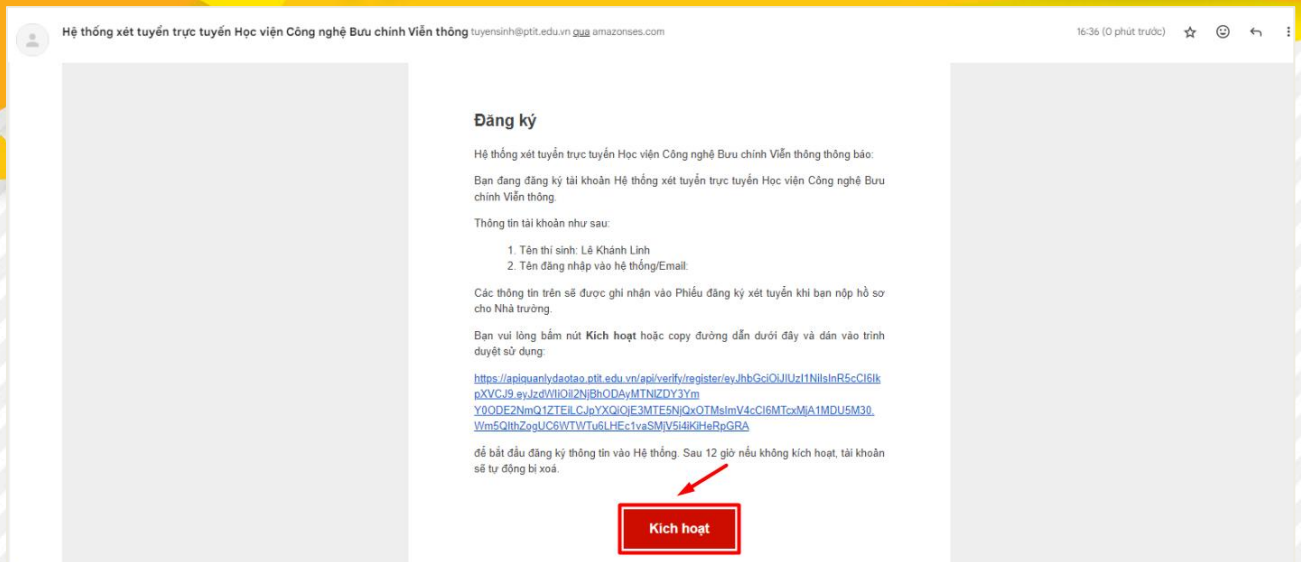 Hệ thống xét tuyển trực tuyến Học viện Công nghệ Bưu chính Viễn thông tuyensinh@ptit.edu.vn qua amazonses.com 16:36 (0 phút trước)
Đăng ký
Hệ thống xét tuyển trực tuyến Học viện Công nghệ Bưu chính Viễn thông thông báo:
Bạn đang đăng ký tài khoản Hệ thống xét tuyển trực tuyến Học viện Công nghệ Bưu
chính Viễn thông.
Thông tin tài khoản như sau:
1. Tên thí sinh: Lê Khánh Linh
2. Tên đăng nhập vào hệ thống/Email:
Các thông tin trên sẽ được ghi nhận vào Phiếu đăng ký xét tuyển khi bạn nộp hồ sơ
cho Nhà trường.
Bạn vui lòng bấm nút Kích hoạt hoặc copy đường dẫn dưới đây và dán vào trình
duyệt sử dụng:
https://apiquanlydaotao.ptit.edu.vn/api/verify/register/eyJhbGciOiJIUzI1NiIsInR5cCI6Ik
pXVCJ9.eyJzdWIiOiI2NjBhODAyMTNlZDY3Ym
Y0ODE2NmQ1ZTEiLCJpYXQiOjE3MTE5NjQxOTMsImV4cCI6MTcxMjA1MDU5M30.
Wm5QIthZogUC6WTWTu6LHEc1vaSMjV5i4iKiHeRpGRA
để bắt đầu đăng ký thông tin vào Hệ thống. Sau 12 giờ nếu không kích hoạt, tài khoản
sẽ tự động bị xoá.
Kích hoạt